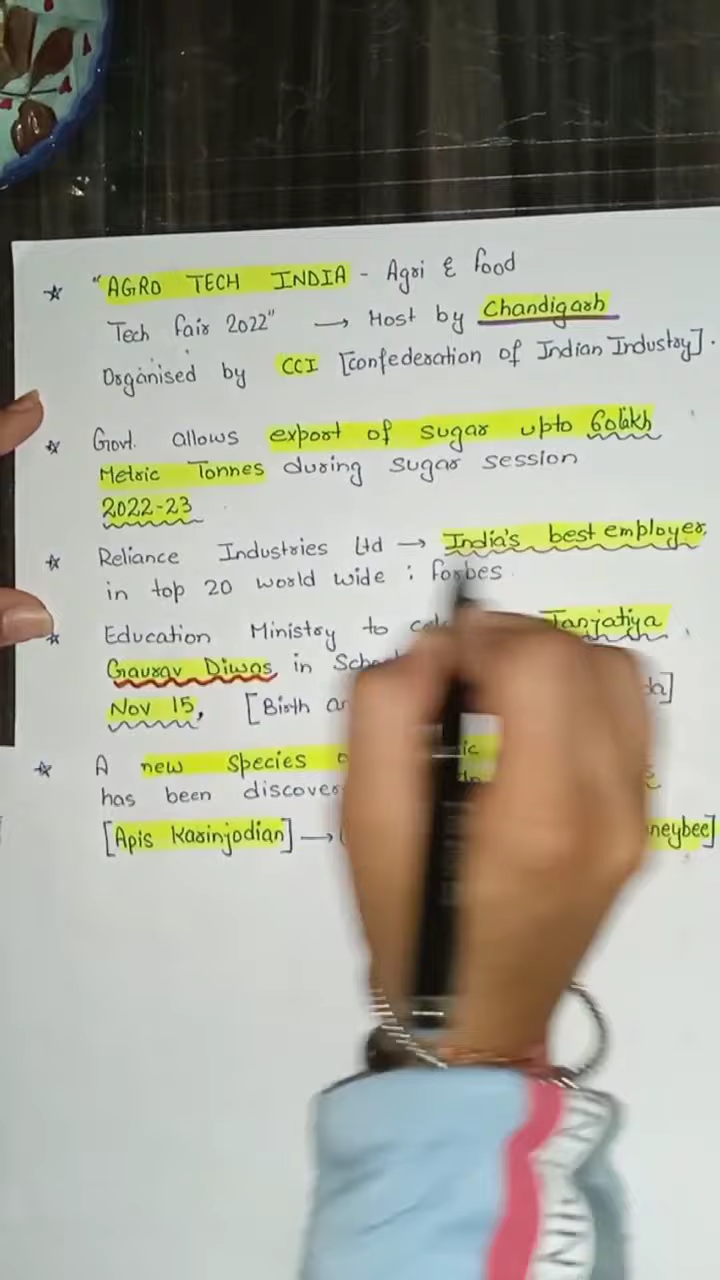 "AGRO TECH INDIA - Agri & food
Tech fair 2022" → Host by Chandigarh
Organised by CCI [confederation of Indian Industry].
Govt. allows export of sugar upto 60lakh
Metric Tonnes during sugar session
2022-23
Reliance Industries Ltd → India's best employer,
in top 20 world wide : forbes
Education Ministry to Janjatiya
Gaurav Diwas in
Nov 15, [Birth
A new species
has been
[Apis Karinjodian] →